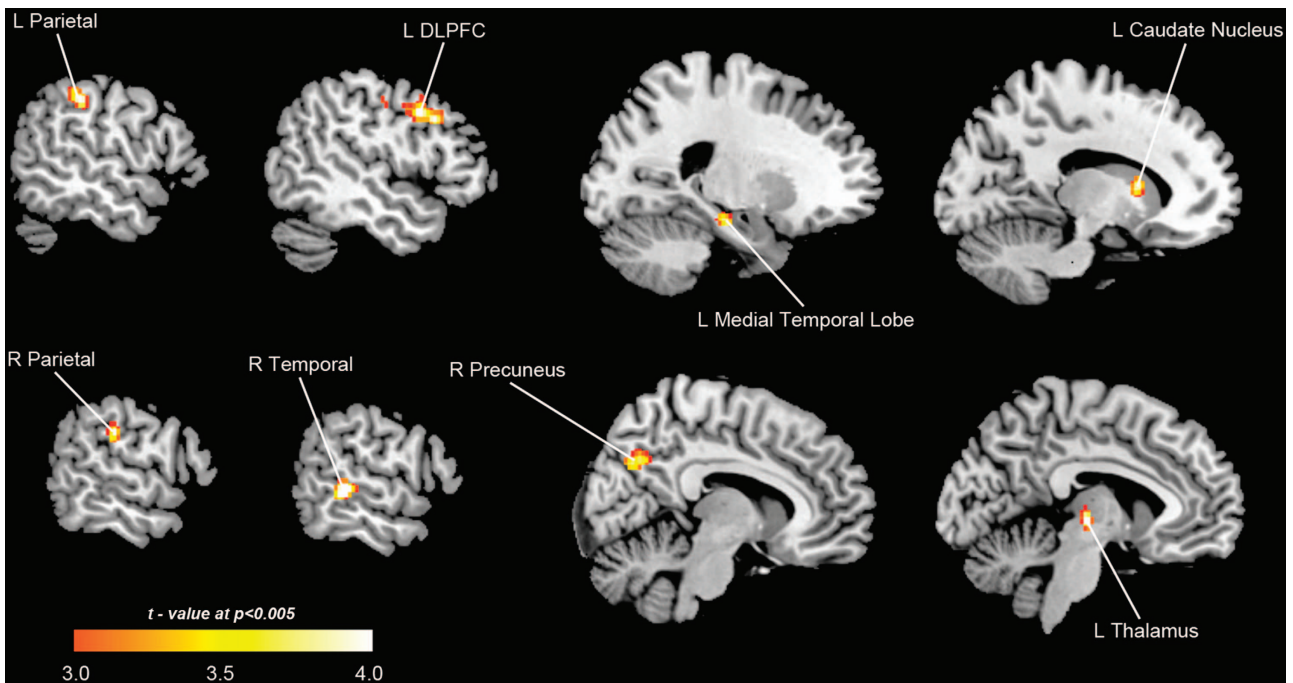 L Parietal
L DLPFC
L Caudate Nucleus
L Medial Temporal Lobe
R Parietal
R Temporal
R Precuneus
L Thalamus
t - value at p<0.005
3.0 3.5 4.0